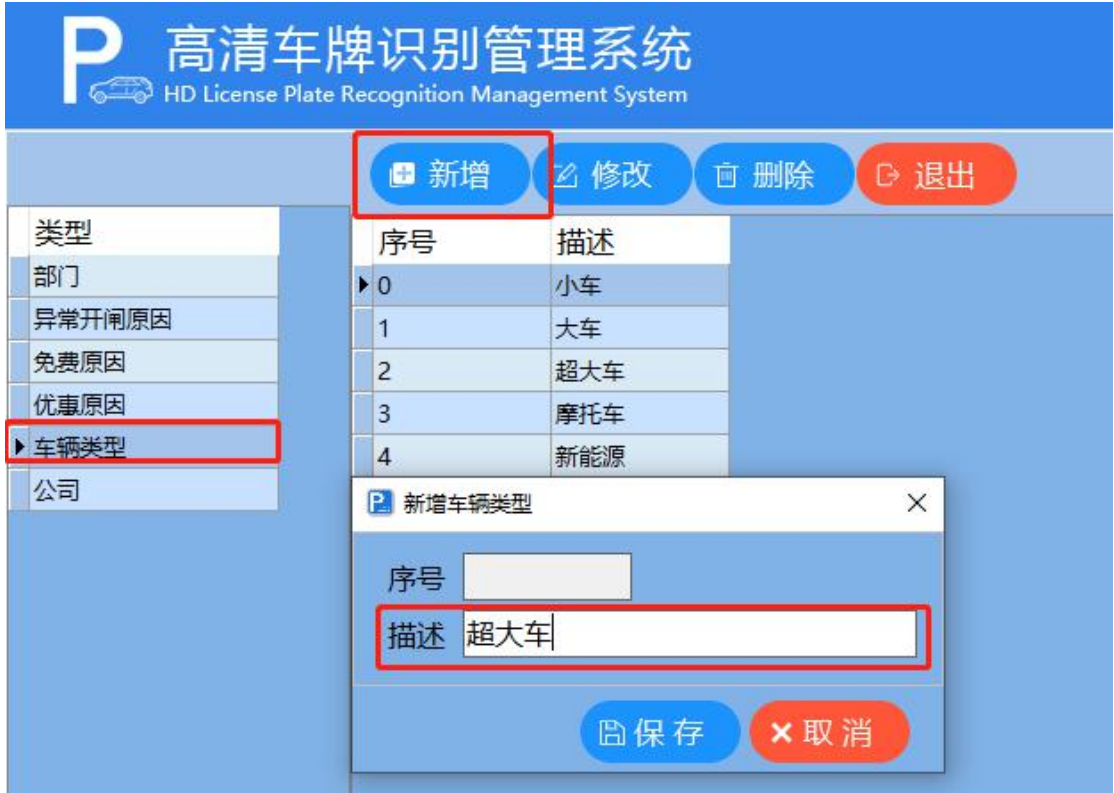 P 高清车牌识别管理系统
HD License Plate Recognition Management System
新增 修改 删除 退出
类型
部门
异常开闸原因
免费原因
优惠原因
车辆类型
公司
序号 描述
0 小车
1 大车
2 超大车
3 摩托车
4 新能源
新增车辆类型
序号
描述 超大车
保存 取消